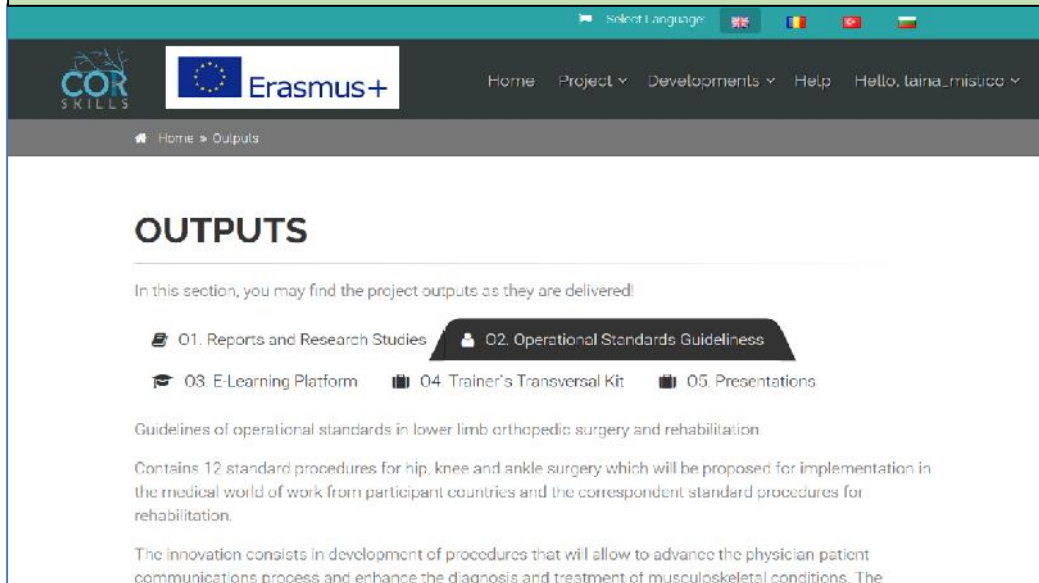 Select Language:
COR
SKILLS
Erasmus+
Home Project Developments Help Hello, taina_mistico
Home » Outputs
OUTPUTS
In this section, you may find the project outputs as they are delivered!
O1. Reports and Research Studies O2. Operational Standards Guideliness
O3. E-Learning Platform O4. Trainer's Transversal Kit O5. Presentations
Guidelines of operational standards in lower limb orthopedic surgery and rehabilitation.
Contains 12 standard procedures for hip, knee and ankle surgery which will be proposed for implementation in
the medical world of work from participant countries and the correspondent standard procedures for
rehabilitation.
The innovation consists in development of procedures that will allow to advance the physician patient
communications process and enhance the diagnosis and treatment of musculoskeletal conditions. The